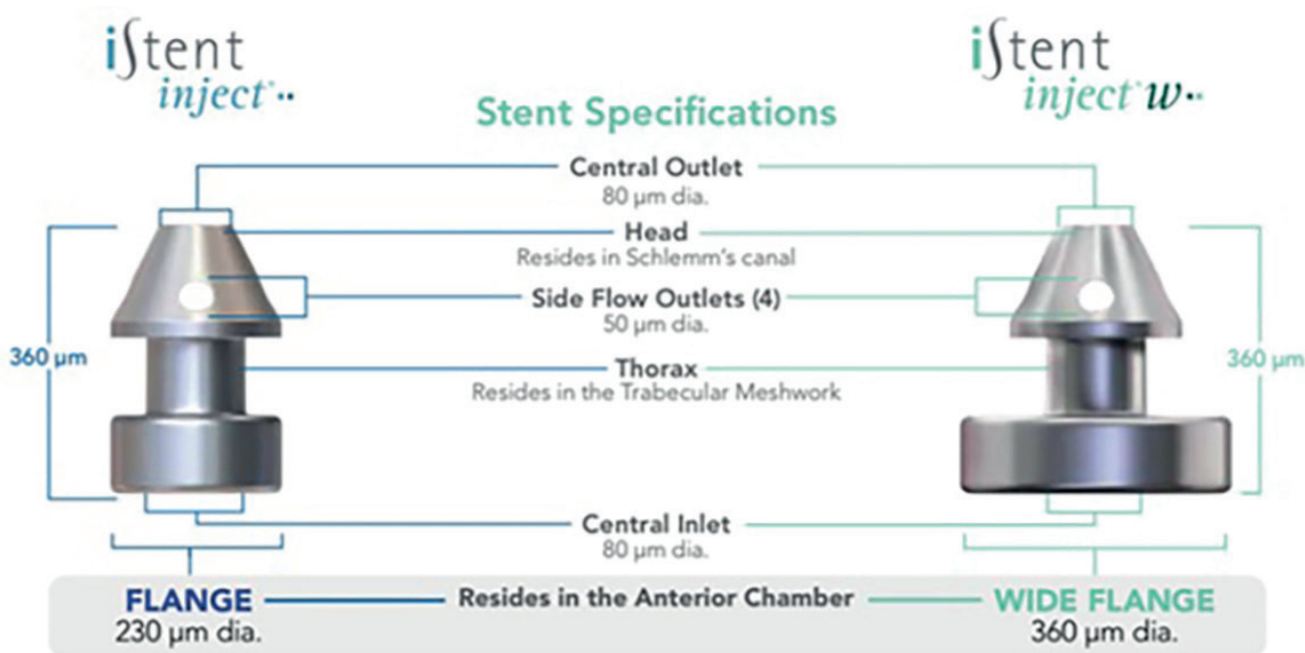 iStent
inject™
iStent
inject™ W
Stent Specifications
Central Outlet
80 µm dia.
Head
Resides in Schlemm's canal
Side Flow Outlets (4)
50 µm dia.
360 µm
360 µm
Thorax
Resides in the Trabecular Meshwork
Central Inlet
80 µm dia.
FLANGE
230 µm dia.
Resides in the Anterior Chamber
WIDE FLANGE
360 µm dia.